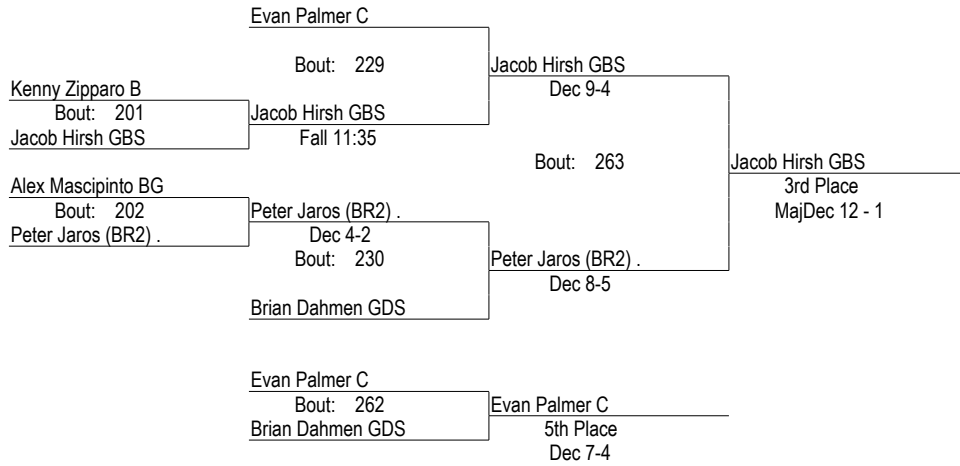 Evan Palmer C
Bout: 229
Jacob Hirsh GBS
Dec 9-4
Kenny Zipparo B
Bout: 201
Jacob Hirsh GBS
Jacob Hirsh GBS
Fall 11:35
Bout: 263
Jacob Hirsh GBS
3rd Place
MajDec 12 - 1
Alex Mascipinto BG
Bout: 202
Peter Jaros (BR2) .
Peter Jaros (BR2) .
Dec 4-2
Bout: 230
Peter Jaros (BR2) .
Dec 8-5
Brian Dahmen GDS
Evan Palmer C
Bout: 262
Brian Dahmen GDS
Evan Palmer C
5th Place
Dec 7-4